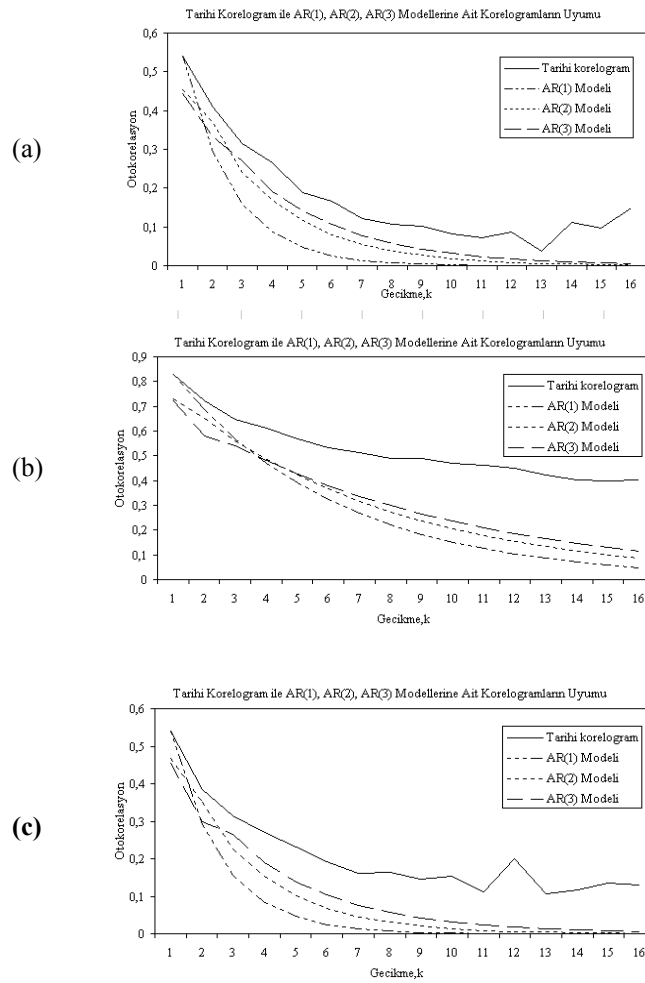 (a)
Tarihi Korelogram ile AR(1), AR(2), AR(3) Modellerine Ait Korelogramların Uyumu
0,6
0,5
0,4
0,3
0,2
0,1
0
Otokorelasyon
Tarihi korelogram
AR(1) Modeli
AR(2) Modeli
AR(3) Modeli
1 2 3 4 5 6 7 8 9 10 11 12 13 14 15 16
Gecikme,k
(b)
Tarihi Korelogram ile AR(1), AR(2), AR(3) Modellerine Ait Korelogramların Uyumu
0,9
0,8
0,7
0,6
0,5
0,4
0,3
0,2
0,1
0
Otokorelasyon
Tarihi korelogram
AR(1) Modeli
AR(2) Modeli
AR(3) Modeli
1 2 3 4 5 6 7 8 9 10 11 12 13 14 15 16
Gecikme,k
(c)
Tarihi Korelogram ile AR(1), AR(2), AR(3) Modellerine Ait Korelogramların Uyumu
0,6
0,5
0,4
0,3
0,2
0,1
0
Otokorelasyon
Tarihi korelogram
AR(1) Modeli
AR(2) Modeli
AR(3) Modeli
1 2 3 4 5 6 7 8 9 10 11 12 13 14 15 16
Gecikme,k